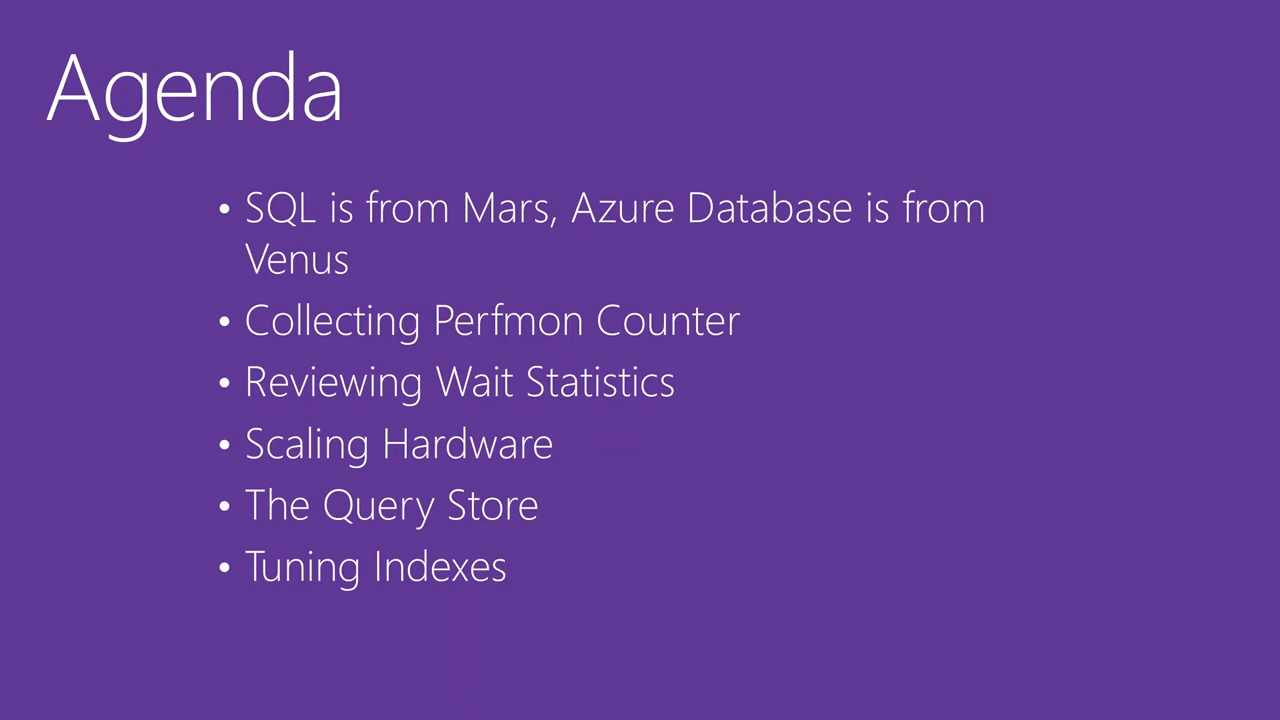 Agenda
• SQL is from Mars, Azure Database is from
Venus
• Collecting Perfmon Counter
• Reviewing Wait Statistics
• Scaling Hardware
• The Query Store
• Tuning Indexes